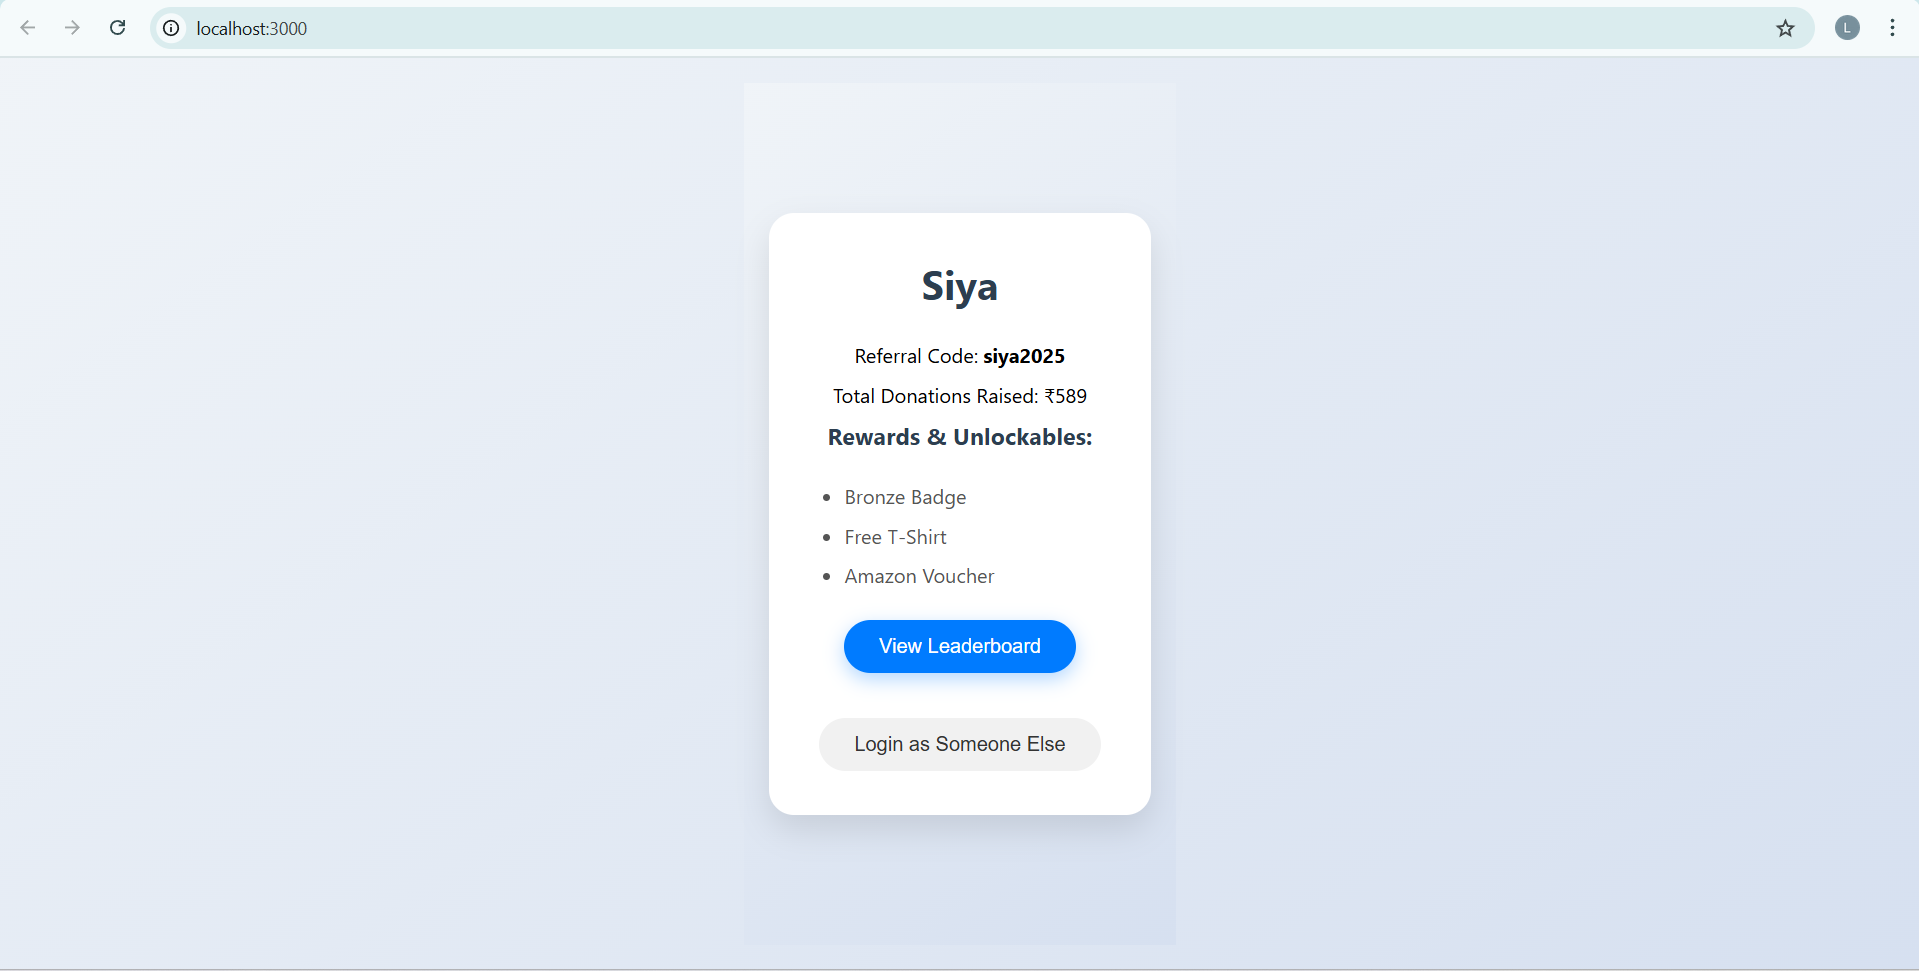 localhost:3000
L
Siya
Referral Code: siya2025
Total Donations Raised: ₹589
Rewards & Unlockables:
• Bronze Badge
• Free T-Shirt
• Amazon Voucher
View Leaderboard
Login as Someone Else